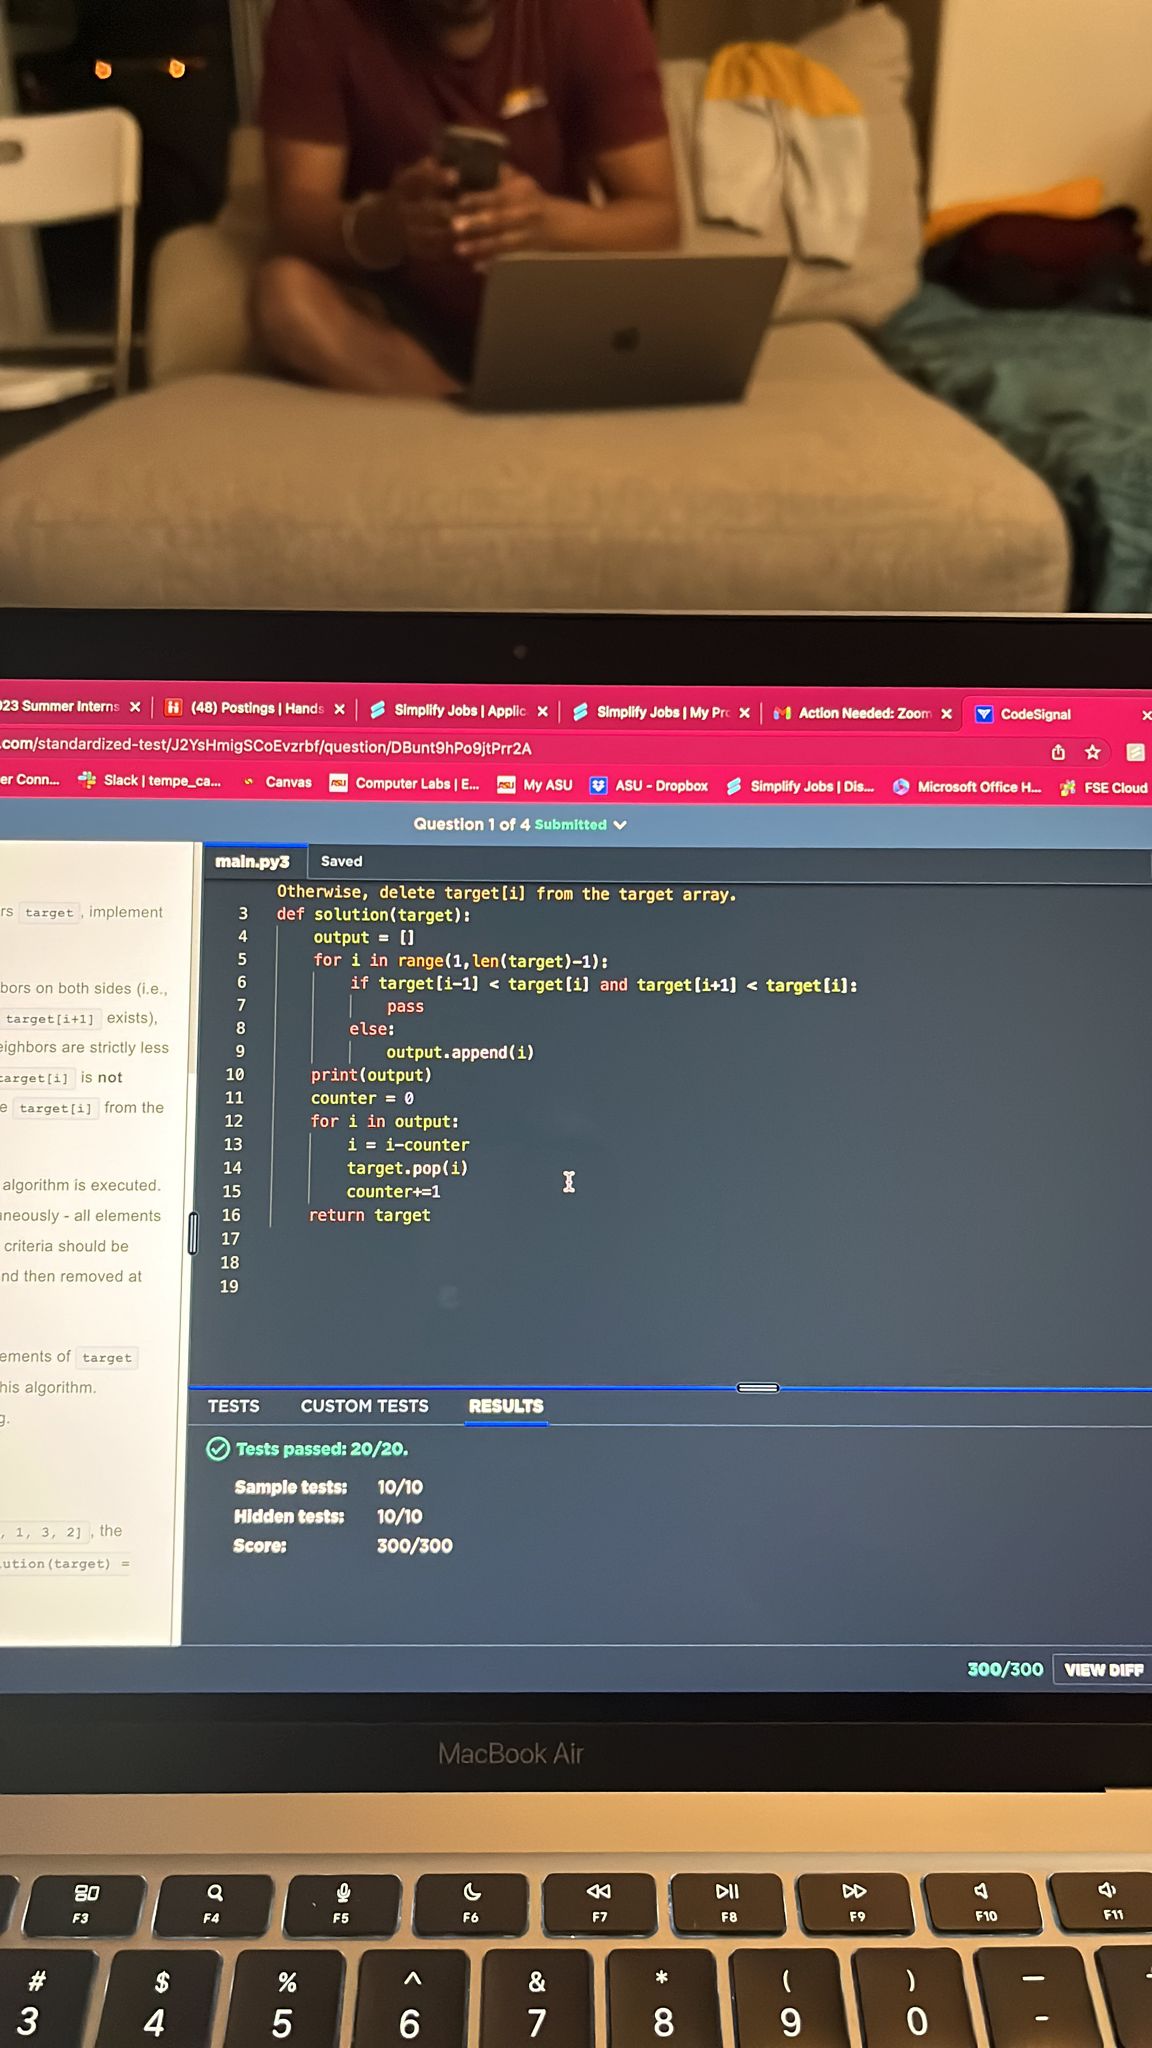 023 Summer Interns
(48) Postings | Hands
Simplify Jobs | Applic
Simplify Jobs | My Pro
Action Needed: Zoom
CodeSignal
.com/standardized-test/J2YsHmigSCoEvzrbf/question/DBunt9hPo9jtPrr2A
er Conn...
Slack | tempe_ca...
Canvas
ASU
Computer Labs | E...
ASU
My ASU
ASU - Dropbox
Simplify Jobs | Dis...
Microsoft Office H...
FSE Cloud
Question 1 of 4 Submitted
main.py3
Saved
rs target, implement
bors on both sides (i.e.,
target[i+1] exists),
eighbors are strictly less
target[i] is not
e target[i] from the
algorithm is executed.
neously - all elements
criteria should be
nd then removed at
ements of target
his algorithm.
g.
, 1, 3, 2], the
ution(target) =
Otherwise, delete target[i] from the target array.
3 def solution(target):
4 output = []
5 for i in range(1,len(target)-1):
6 if target[i-1] < target[i] and target[i+1] < target[i]:
7 pass
8 else:
9 output.append(i)
10 print(output)
11 counter = 0
12 for i in output:
13 i = i-counter
14 target.pop(i)
15 counter+=1
16 return target
17
18
19
TESTS
CUSTOM TESTS
RESULTS
Tests passed: 20/20.
Sample tests: 10/10
Hidden tests: 10/10
Score: 300/300
300/300
VIEW DIFF
MacBook Air
F3
F4
F5
F6
F7
F8
F9
F10
F11
# $ % ^ & * ( ) —
3 4 5 6 7 8 9 0 -